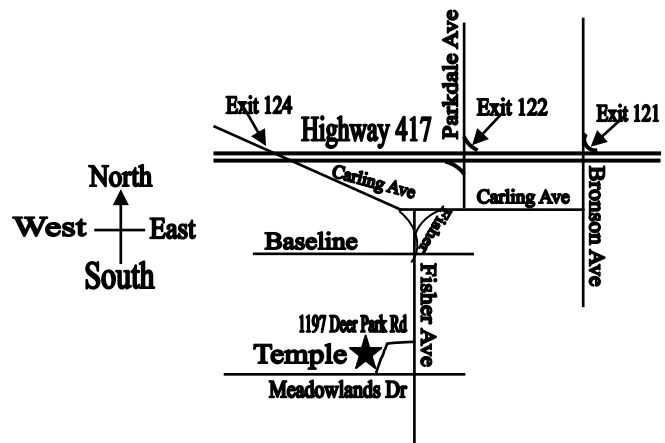 Parkdale Ave
Exit 124
Exit 122
Exit 121
Highway 417
Carling Ave
Carling Ave
Bronson Ave
North
West
East
South
Fisher
Baseline
Fisher Ave
1197 Deer Park Rd
Temple
Meadowlands Dr